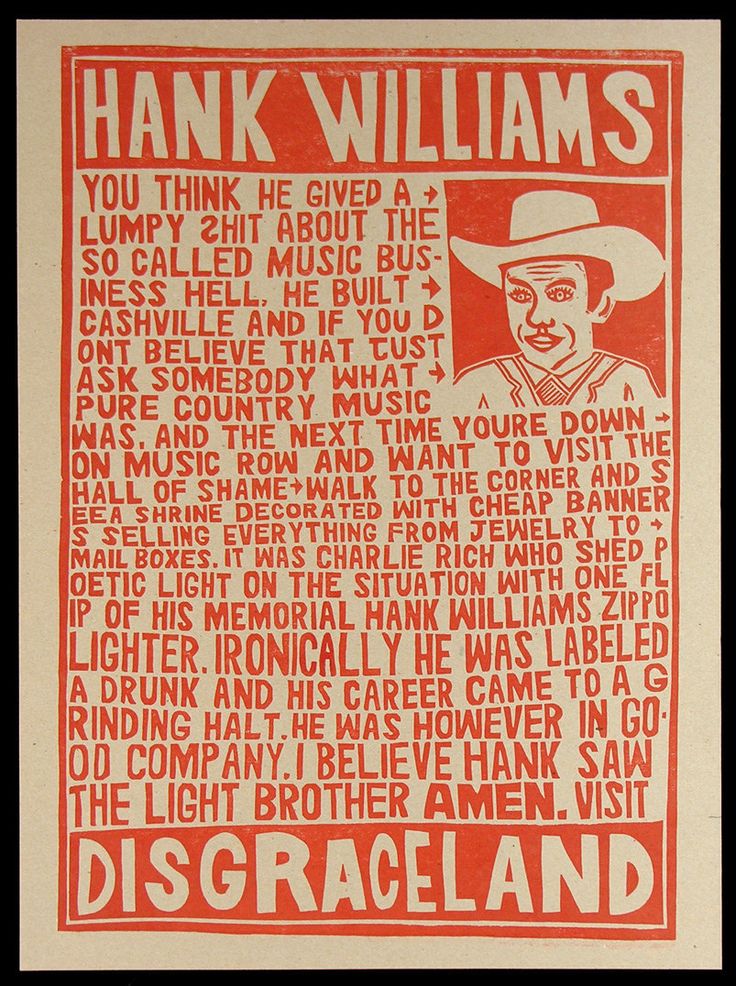 HANK WILLIAMS
YOU THINK HE GIVED A →
LUMPY SHIT ABOUT THE
SO CALLED MUSIC BUS-
INESS HELL, HE BUILT →
CASHVILLE AND IF YOU D
ONT BELIEVE THAT JUST
ASK SOMEBODY WHAT →
PURE COUNTRY MUSIC
WAS. AND THE NEXT TIME YOURE DOWN →
ON MUSIC ROW AND WANT TO VISIT THE
HALL OF SHAME → WALK TO THE CORNER AND S
EEA SHRINE DECORATED WITH CHEAP BANNER
S SELLING EVERYTHING FROM JEWELRY TO →
MAIL BOXES. IT WAS CHARLIE RICH WHO SHED P
OETIC LIGHT ON THE SITUATION WITH ONE FL
IP OF HIS MEMORIAL HANK WILLIAMS ZIPPO
LIGHTER. IRONICALLY HE WAS LABELED
A DRUNK AND HIS CAREER CAME TO A G
RINDING HALT. HE WAS HOWEVER IN GO-
OD COMPANY. I BELIEVE HANK SAW
THE LIGHT BROTHER AMEN. VISIT
DISGRACELAND